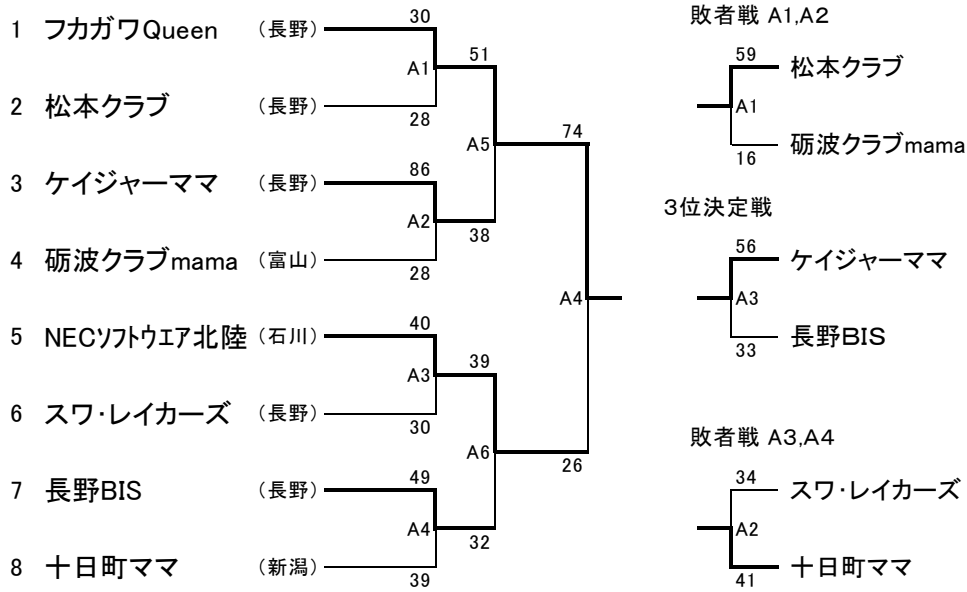 1 フカガワQueen (長野) 30
A1 51
2 松本クラブ (長野) 28
A5 74
3 ケイジャーママ (長野) 86
A2 38
4 砺波クラブmama (富山) 28
A4
5 NECソフトウエア北陸 (石川) 40
A3 39
6 スワ・レイカーズ (長野) 30
A6 26
7 長野BIS (長野) 49
A4 32
8 十日町ママ (新潟) 39
敗者戦 A1,A2
59 松本クラブ
A1
16 砺波クラブmama
3位決定戦
56 ケイジャーママ
A3
33 長野BIS
敗者戦 A3,A4
34 スワ・レイカーズ
A2
41 十日町ママ